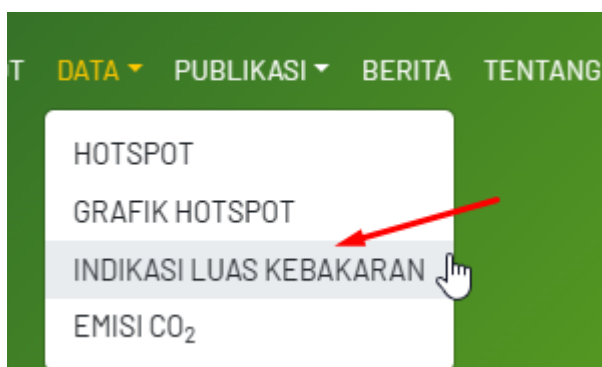 T DATA PUBLIKASI BERITA TENTANG
HOTSPOT
GRAFIK HOTSPOT
INDIKASI LUAS KEBAKARAN
EMISI CO₂